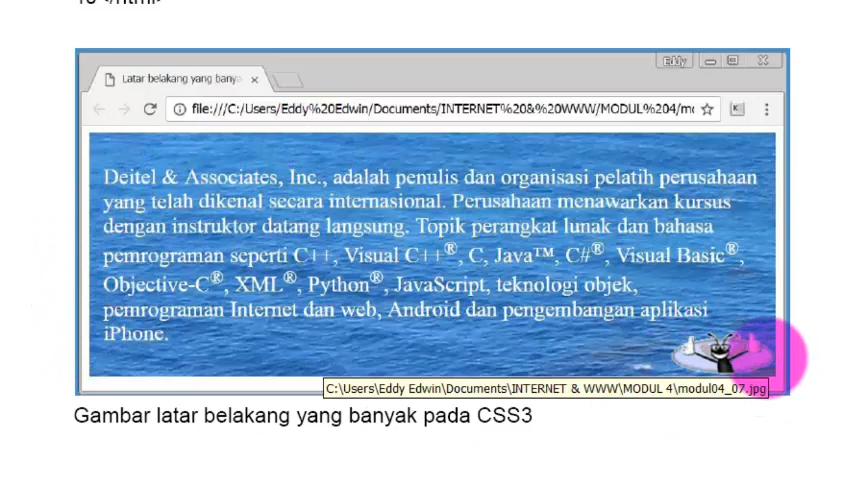 Eddy
Latar belakang yang banya
file:///C:/Users/Eddy%20Edwin/Documents/INTERNET%20&%20WWW/MODUL%204/mo
Deitel & Associates, Inc., adalah penulis dan organisasi pelatih perusahaan
yang telah dikenal secara internasional. Perusahaan menawarkan kursus
dengan instruktor datang langsung. Topik perangkat lunak dan bahasa
pemrograman seperti C++, Visual C++®, C, Java™, C#®, Visual Basic®,
Objective-C®, XML®, Python®, JavaScript, teknologi objek,
pemrograman Internet dan web, Android dan pengembangan aplikasi
iPhone.
C:\Users\Eddy Edwin\Documents\INTERNET & WWW\MODUL 4\modul04_07.jpg
Gambar latar belakang yang banyak pada CSS3